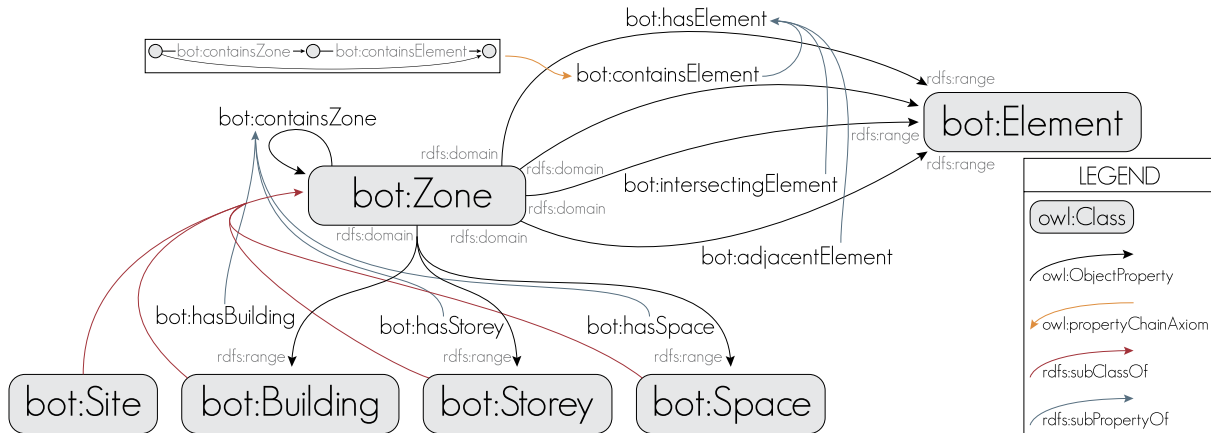 bot:hasElement
bot:containsZone bot:containsElement
bot:containsElement
rdfs:range
bot:containsZone
bot:Element
rdfs:domain
rdfs:range
rdfs:domain
rdfs:range
bot:Zone
bot:intersectingElement
rdfs:domain
rdfs:domain
rdfs:domain
bot:adjacentElement
bot:hasBuilding
bot:hasStorey
bot:hasSpace
rdfs:range
rdfs:range
rdfs:range
bot:Site
bot:Building
bot:Storey
bot:Space
LEGEND
owl:Class
owl:ObjectProperty
owl:propertyChainAxiom
rdfs:subClassOf
rdfs:subPropertyOf